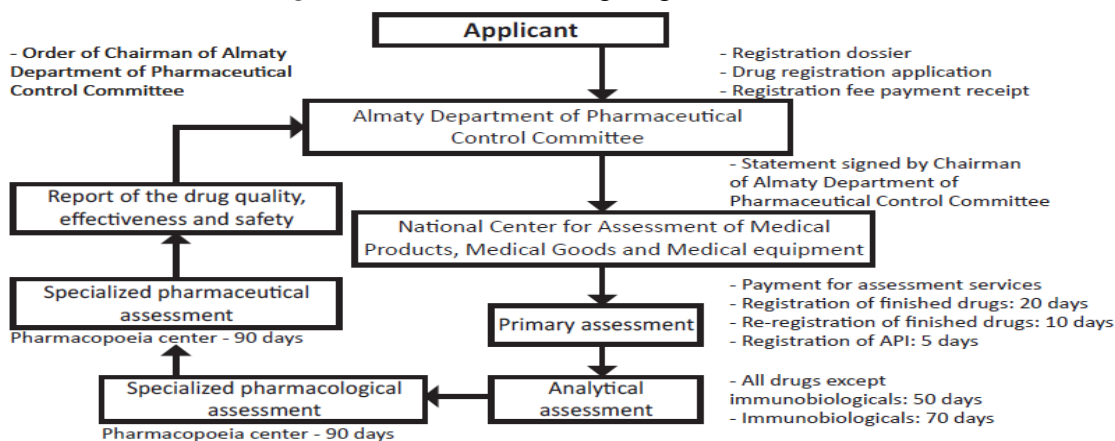 Applicant
- Order of Chairman of Almaty
Department of Pharmaceutical
Control Committee
- Registration dossier
- Drug registration application
- Registration fee payment receipt
Almaty Department of Pharmaceutical
Control Committee
- Statement signed by Chairman
of Almaty Department of
Pharmaceutical Control Committee
Report of the drug quality,
effectiveness and safety
National Center for Assessment of Medical
Products, Medical Goods and Medical equipment
Specialized pharmaceutical
assessment
Pharmacopoeia center - 90 days
Primary assessment
- Payment for assessment services
- Registration of finished drugs: 20 days
- Re-registration of finished drugs: 10 days
- Registration of API: 5 days
Specialized pharmacological
assessment
Pharmacopoeia center - 90 days
Analytical
assessment
- All drugs except
immunobiologicals: 50 days
- Immunobiologicals: 70 days